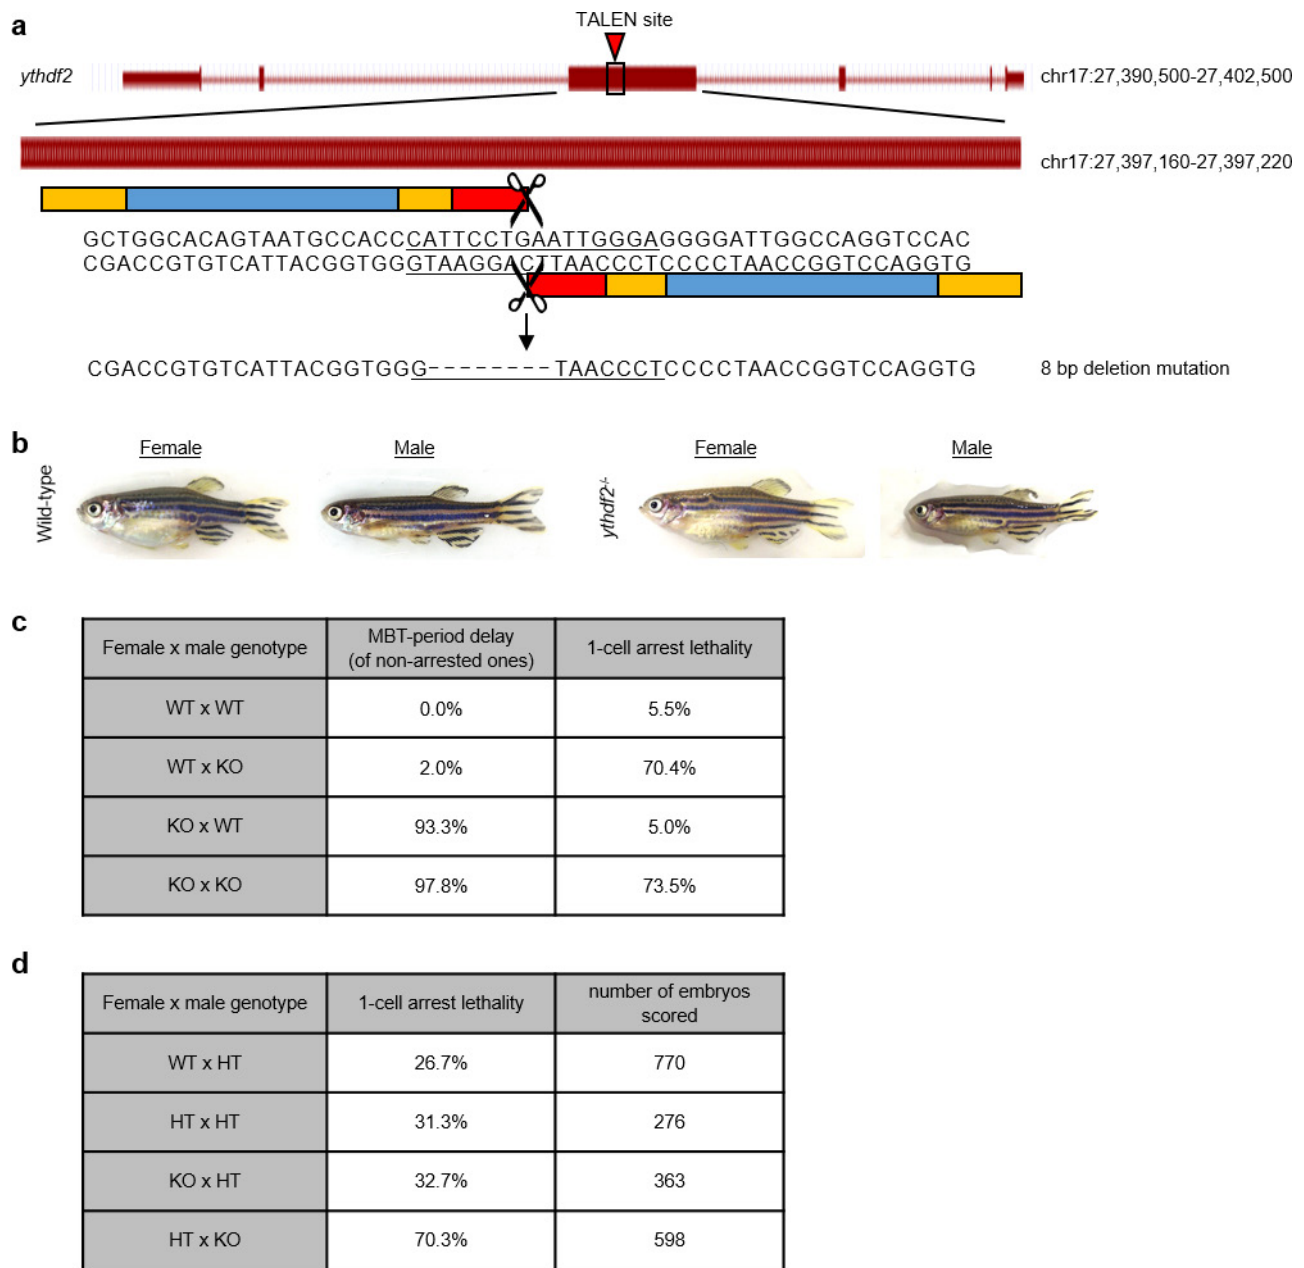 a
TALEN site
ythdf2
chr17:27,390,500-27,402,500
chr17:27,397,160-27,397,220
GCTGGCACAGTAATGCCACCCATTCCTGAATTGGGAGGGGATTGGCCAGGTCCAC
CGACCGTGTCATTACGGTGGGTAAGGACTTAACCCTCCCCTAACCGGTCCAGGTG
CGACCGTGTCATTACGGTGGG--------TAACCCTCCCCTAACCGGTCCAGGTG
8 bp deletion mutation
b
Female
Male
Female
Male
Wild-type
ythdf2-/-
c
Female x male genotype
MBT-period delay
(of non-arrested ones)
1-cell arrest lethality
WT x WT
0.0%
5.5%
WT x KO
2.0%
70.4%
KO x WT
93.3%
5.0%
KO x KO
97.8%
73.5%
d
Female x male genotype
1-cell arrest lethality
number of embryos
scored
WT x HT
26.7%
770
HT x HT
31.3%
276
KO x HT
32.7%
363
HT x KO
70.3%
598